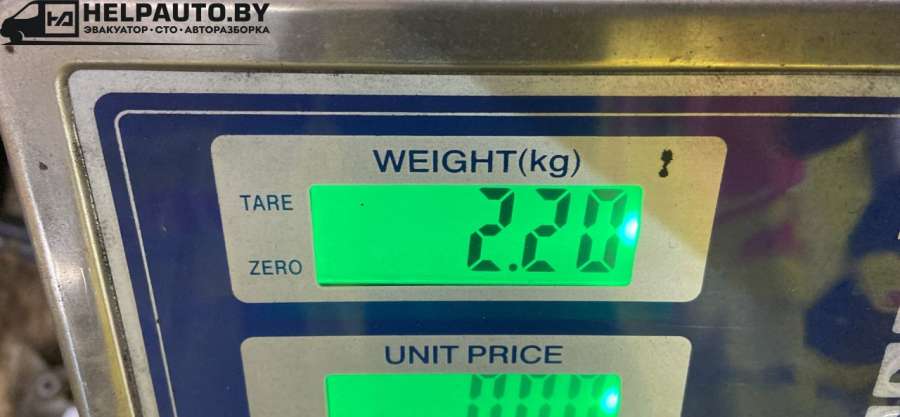 HELPAUTO.BY
ЭВАКУАТОР • СТО • АВТОРАЗБОРКА
WEIGHT(kg)
TARE
2.20
ZERO
UNIT PRICE